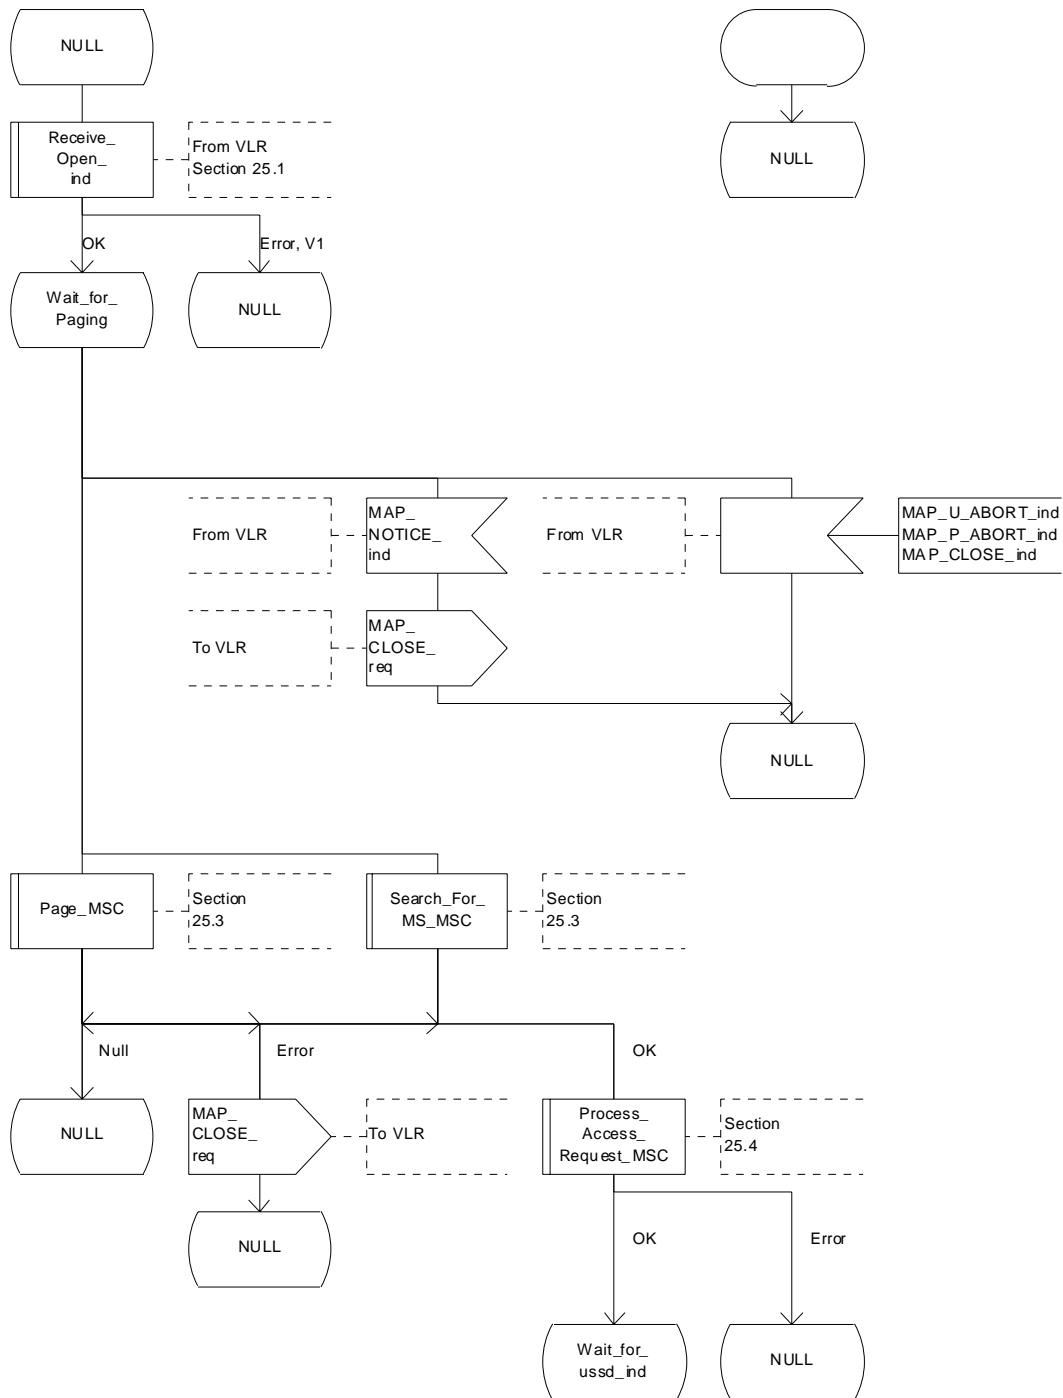 NULL
Receive_
Open_
ind
From VLR
Section 25.1
NULL
OK
Error, V1
Wait_for_
Paging
NULL
From VLR
MAP_
NOTICE_
ind
From VLR
MAP_U_ABORT_ind
MAP_P_ABORT_ind
MAP_CLOSE_ind
To VLR
MAP_
CLOSE_
req
NULL
Page_MSC
Section
25.3
Search_For_
MS_MSC
Section
25.3
Null
Error
OK
NULL
MAP_
CLOSE_
req
To VLR
Process_
Access_
Request_MSC
Section
25.4
NULL
OK
Error
Wait_for_
ussd_ind
NULL